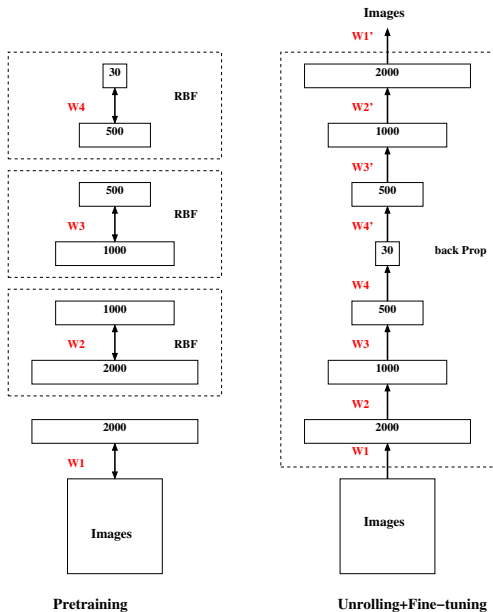 30
RBF
W4
500
500
RBF
W3
1000
1000
W2
RBF
2000
2000
W1
Images
Pretraining
Images
W1'
2000
W2'
1000
W3'
500
W4'
30
back Prop
W4
500
W3
1000
W2
2000
W1
Images
Unrolling+Fine−tuning